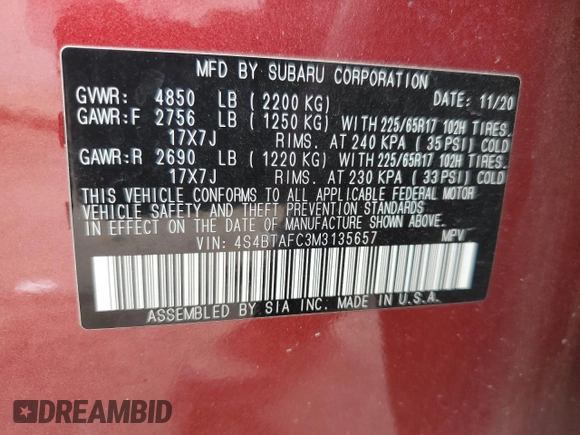 MFD BY SUBARU CORPORATION
GVWR: 4850 LB (2200 KG) DATE: 11/20
GAWR:F 2756 LB (1250 KG) WITH 225/65R17 102H TIRES.
17X7J RIMS. AT 240 KPA (35 PSI) COLD
GAWR:R 2690 LB (1220 KG) WITH 225/65R17 102H TIRES.
17X7J RIMS. AT 230 KPA (33 PSI) COLD
THIS VEHICLE CONFORMS TO ALL APPLICABLE FEDERAL MOTOR
VEHICLE SAFETY AND THEFT PREVENTION STANDARDS
IN EFFECT ON THE DATE OF MANUFACTURE SHOWN ABOVE.
VIN: 4S4BTAFC3M3135657 MPV
ASSEMBLED BY SIA INC. MADE IN U.S.A.
DREAMBID